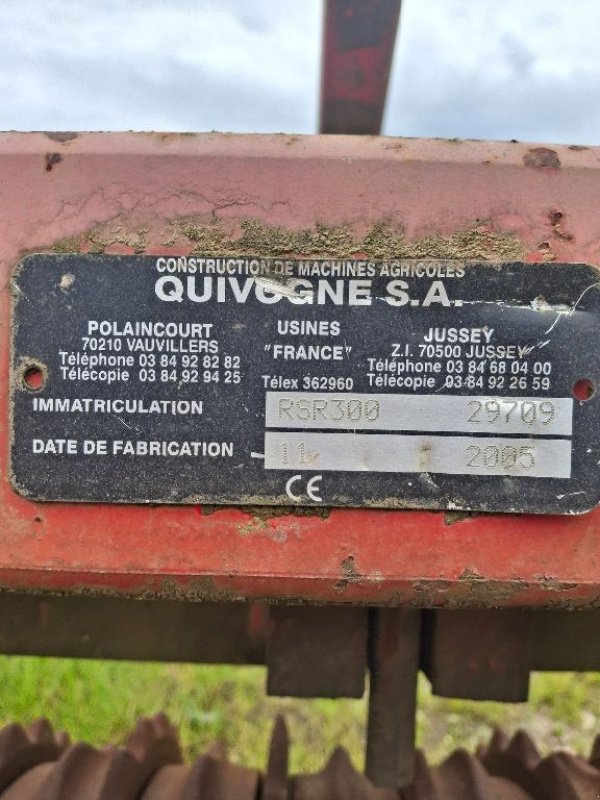 CONSTRUCTION DE MACHINES AGRICOLES
QUIVOGNE S.A.
POLAINCOURT
70210 VAUVILLERS
Téléphone 03 84 92 82 82
Télécopie 03 84 92 94 25
USINES
"FRANCE"
Télex 362960
JUSSEY
Z.I. 70500 JUSSEY
Téléphone 03 84 68 04 00
Télécopie 03 84 92 26 59
IMMATRICULATION RSR300 29709
DATE DE FABRICATION 11 2005
CE